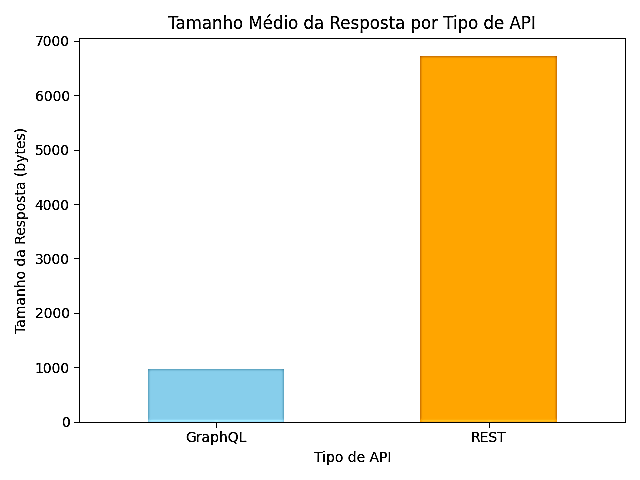 Tamanho Médio da Resposta por Tipo de API
Tamanho da Resposta (bytes)
7000
6000
5000
4000
3000
2000
1000
0
GraphQL REST
Tipo de API